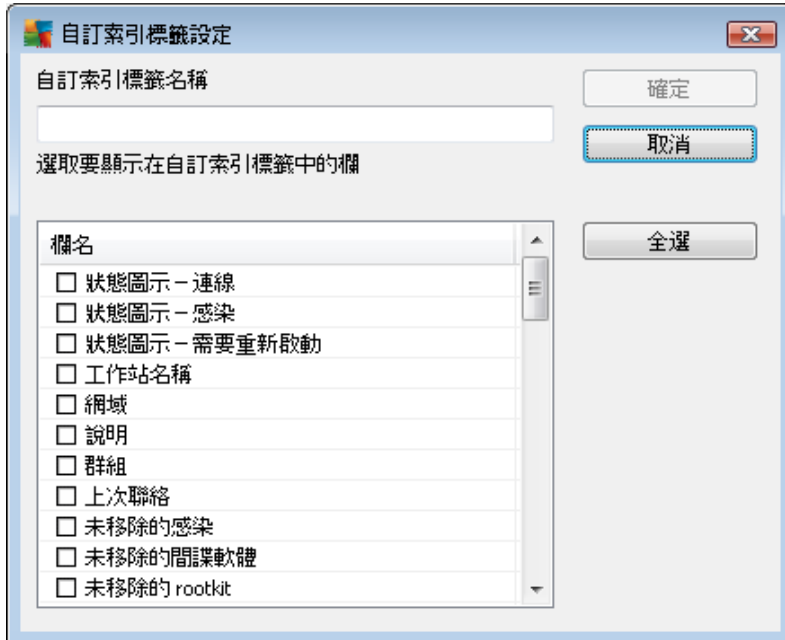 自訂索引標籤設定
自訂索引標籤名稱
確定
取消
選取要顯示在自訂索引標籤中的欄
全選
欄名
狀態圖示－連線
狀態圖示－感染
狀態圖示－需要重新啟動
工作站名稱
網域
說明
群組
上次聯絡
未移除的感染
未移除的間諜軟體
未移除的 rootkit